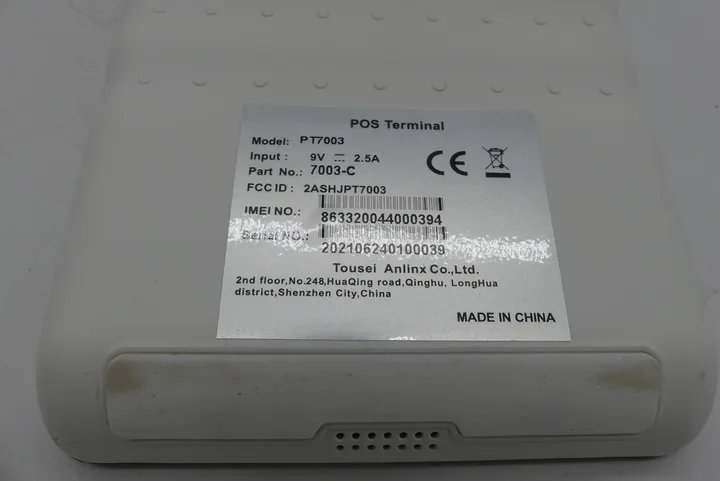 POS Terminal
Model: PT7003
Input : 9V ⎓ 2.5A
Part No.: 7003-C
FCC ID : 2ASHJPT7003
CE
IMEI NO.: 863320044000394
Serial NO.: 202106240100039
Tousei Anlinx Co.,Ltd.
2nd floor,No.248,HuaQing road,Qinghu, LongHua
district,Shenzhen City,China
MADE IN CHINA